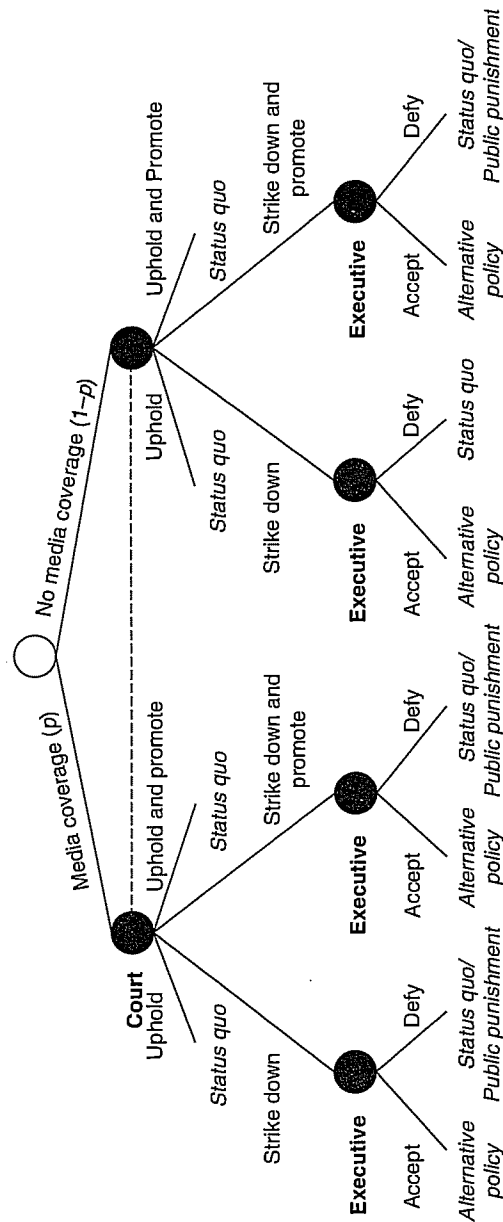 Media coverage (p)
No media coverage (1–p)
Court
Uphold
Uphold and promote
Uphold
Uphold and Promote
Status quo
Status quo
Status quo
Status quo
Strike down
Strike down and
promote
Strike down
Strike down and
promote
Executive
Executive
Executive
Executive
Accept
Defy
Accept
Defy
Accept
Defy
Accept
Defy
Alternative
policy
Status quo/
Public punishment
Alternative
policy
Status quo/
Public punishment
Alternative
policy
Status quo
Alternative
policy
Status quo/
Public punishment